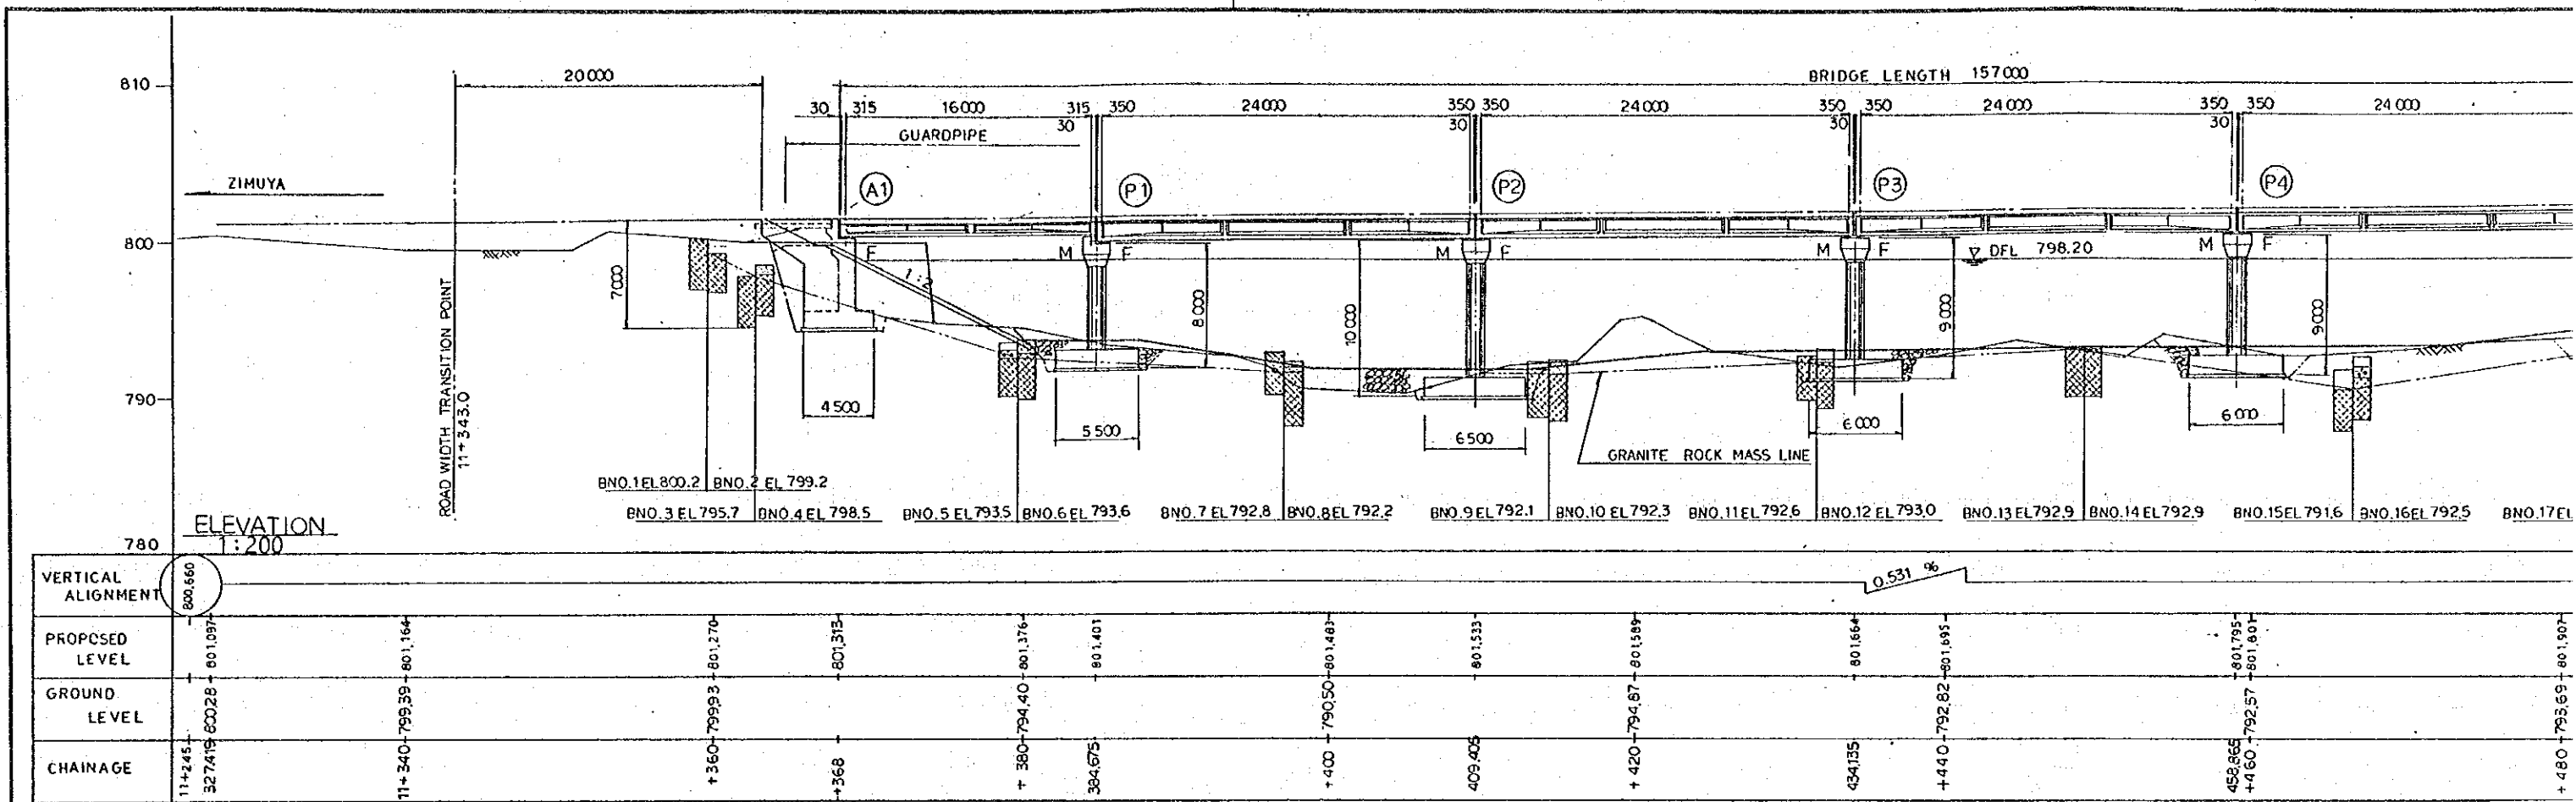 810
20000
BRIDGE LENGTH 157000
30 315 16000 315 350 24000 350 350 24000 350 350 24000 350 350 24000
30 30 30 30
GUARDPIPE
ZIMUYA
A1 P1 P2 P3 P4
800
F M F M F M F M F
DFL 798.20
1:2
7000
8000
10000
9000
9000
ROAD WIDTH TRANSITION POINT
11+343.0
790
4500
5500
6500
6000
6000
GRANITE ROCK MASS LINE
BNO.1 EL 800.2 BNO.2 EL 799.2
BNO.3 EL 795.7 BNO.4 EL 798.5 BNO.5 EL 793.5 BNO.6 EL 793.6 BNO.7 EL 792.8 BNO.8 EL 792.2 BNO.9 EL 792.1 BNO.10 EL 792.3 BNO.11 EL 792.6 BNO.12 EL 793.0 BNO.13 EL 792.9 BNO.14 EL 792.9 BNO.15 EL 791.6 BNO.16 EL 792.5 BNO.17 EL
ELEVATION
1:200
780
VERTICAL
ALIGNMENT
800.660
0.531 %
PROPOSED
LEVEL
801.097 801.164 801.270 801.313 801.376 801.401 801.483 801.533 801.589 801.664 801.695 801.795 801.801 801.907
GROUND
LEVEL
800.28 799.39 799.93 794.40 790.50 794.87 792.82 792.57 793.69
CHAINAGE
11+245 327.419 11+340 +360 +368 +380 384.675 +400 409.405 +420 434.135 +440 458.865 +460 +480